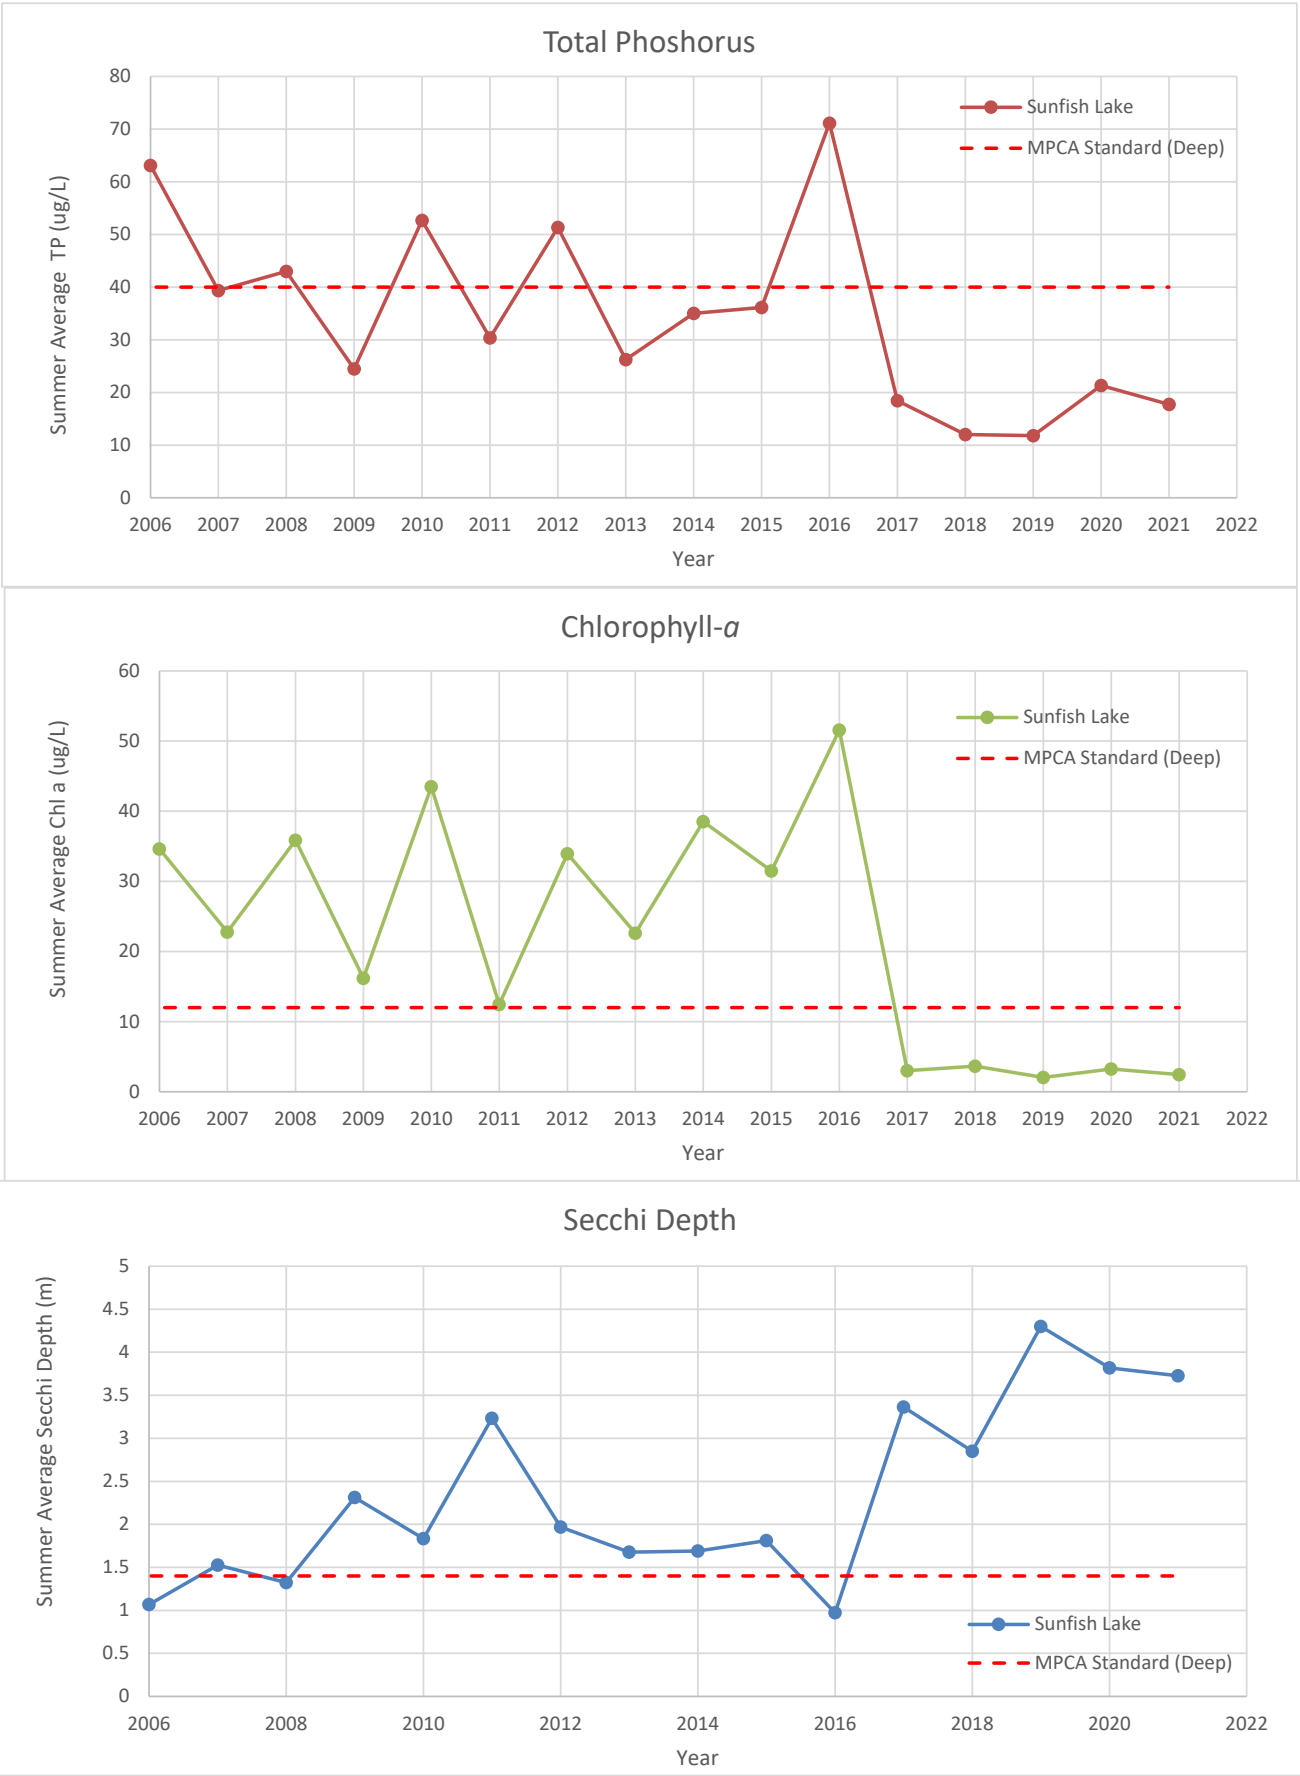 Total Phoshorus
80
70
60
50
40
30
20
10
0
Summer Average TP (ug/L)
Sunfish Lake
MPCA Standard (Deep)
2006 2007 2008 2009 2010 2011 2012 2013 2014 2015 2016 2017 2018 2019 2020 2021 2022
Year
Chlorophyll-a
60
50
40
30
20
10
0
Summer Average Chl a (ug/L)
Sunfish Lake
MPCA Standard (Deep)
2006 2007 2008 2009 2010 2011 2012 2013 2014 2015 2016 2017 2018 2019 2020 2021 2022
Year
Secchi Depth
5
4.5
4
3.5
3
2.5
2
1.5
1
0.5
0
Summer Average Secchi Depth (m)
Sunfish Lake
MPCA Standard (Deep)
2006 2008 2010 2012 2014 2016 2018 2020 2022
Year